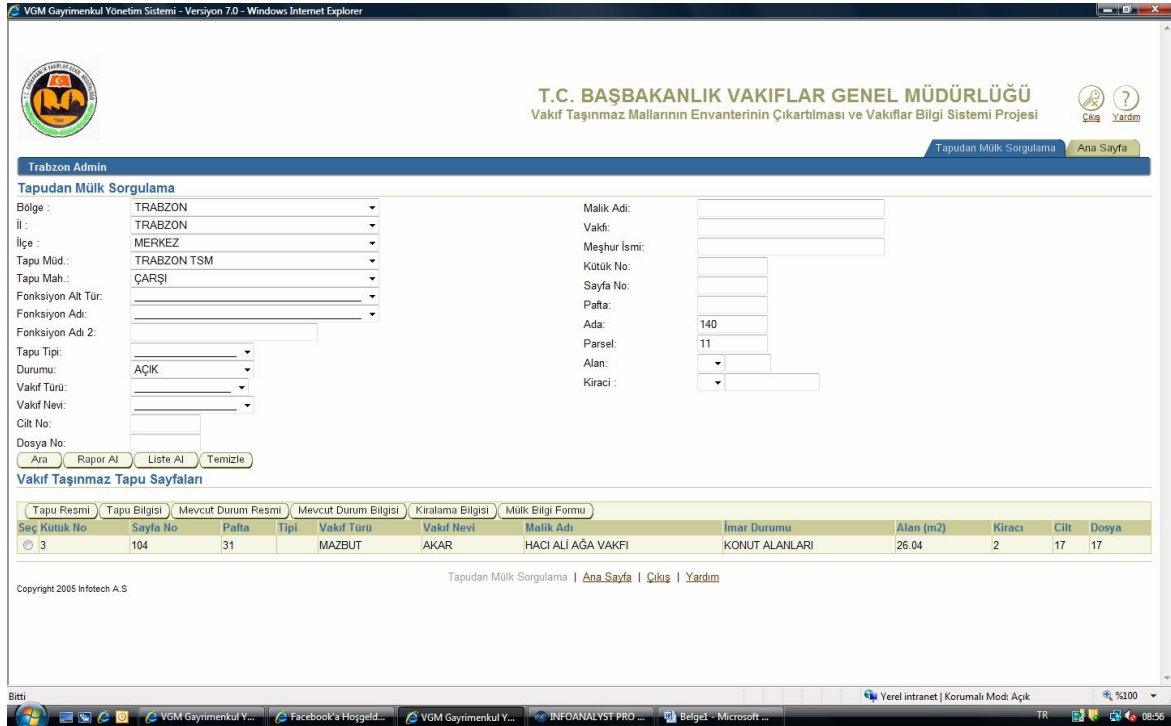 VGM Gayrimenkul Yönetim Sistemi - Versiyon 7.0 - Windows Internet Explorer
T.C. BAŞBAKANLIK VAKIFLAR GENEL MÜDÜRLÜĞÜ
Vakıf Taşınmaz Mallarının Envanterinin Çıkartılması ve Vakıflar Bilgi Sistemi Projesi
Çıkış Yardım
Tapudan Mülk Sorgulama Ana Sayfa
Trabzon Admin
Tapudan Mülk Sorgulama
Bölge : TRABZON
İl : TRABZON
İlçe : MERKEZ
Tapu Müd.: TRABZON TSM
Tapu Mah.: ÇARŞI
Fonksiyon Alt Tür:
Fonksiyon Adı:
Fonksiyon Adı 2:
Tapu Tipi:
Durumu: AÇIK
Vakıf Türü:
Vakıf Nevi:
Cilt No:
Dosya No:
Malik Adi:
Vakfı:
Meşhur İsmi:
Kütük No:
Sayfa No:
Pafta:
Ada: 140
Parsel: 11
Alan:
Kiraci :
Ara Rapor Al Liste Al Temizle
Vakıf Taşınmaz Tapu Sayfaları
Tapu Resmi Tapu Bilgisi Mevcut Durum Resmi Mevcut Durum Bilgisi Kiralama Bilgisi Mülk Bilgi Formu
Seç Kütük No Sayfa No Pafta Tipi Vakıf Türü Vakıf Nevi Malik Adı İmar Durumu Alan (m2) Kiracı Cilt Dosya
3 104 31 MAZBUT AKAR HACI ALİ AĞA VAKFI KONUT ALANLARI 26.04 2 17 17
Tapudan Mülk Sorgulama | Ana Sayfa | Çıkış | Yardım
Copyright 2005 Infotech A.S
Bitti Yerel intranet | Korumalı Mod: Açık %100
VGM Gayrimenkul Y... Facebook'a Hoşgeld... VGM Gayrimenkul Y... INFOANALYST PRO ... Belge1 - Microsoft ... TR 08:56